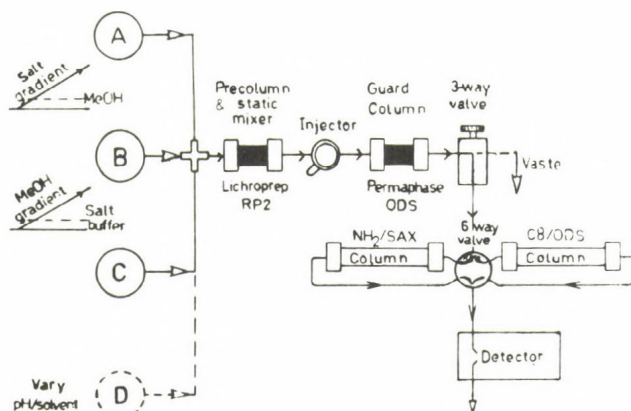 A
Salt
gradient
MeOH
B
MeOH
gradient
Salt
buffer
C
Vary
pH/solvent
D
Precolumn
& static
mixer
Lichroprep
RP2
Injector
Guard
Column
Permaphase
ODS
3-way
valve
Vaste
6 way
valve
NH2/SAX
Column
C8/ODS
Column
Detector